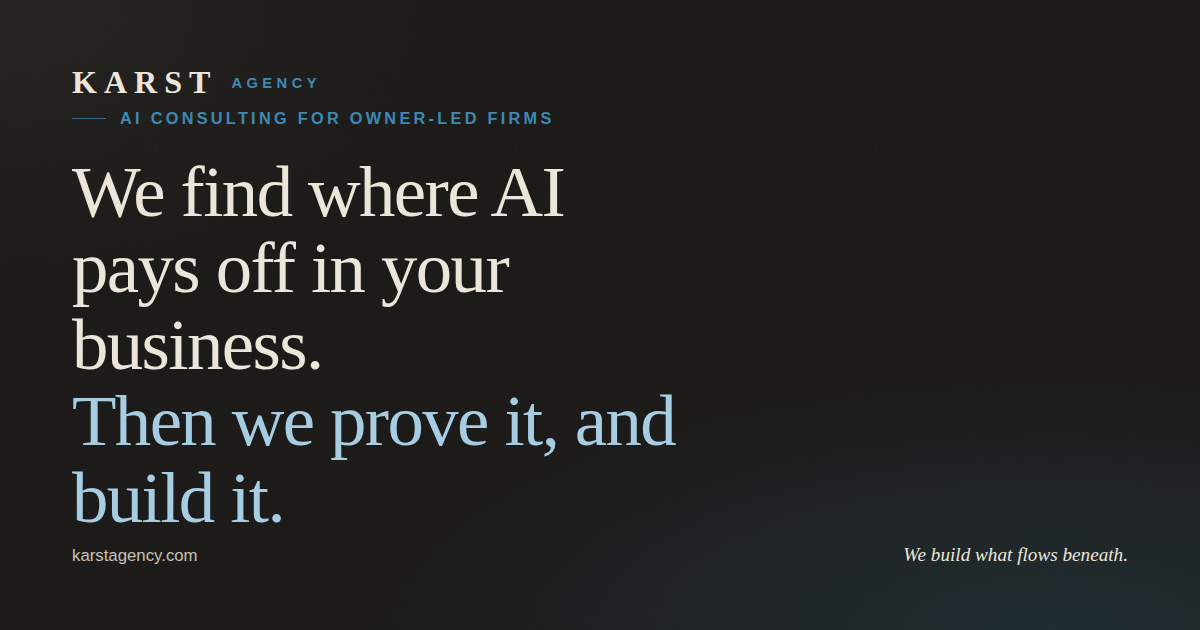 KARST AGENCY
AI CONSULTING FOR OWNER-LED FIRMS
We find where AI
pays off in your
business.
Then we prove it, and
build it.
karstagency.com
We build what flows beneath.